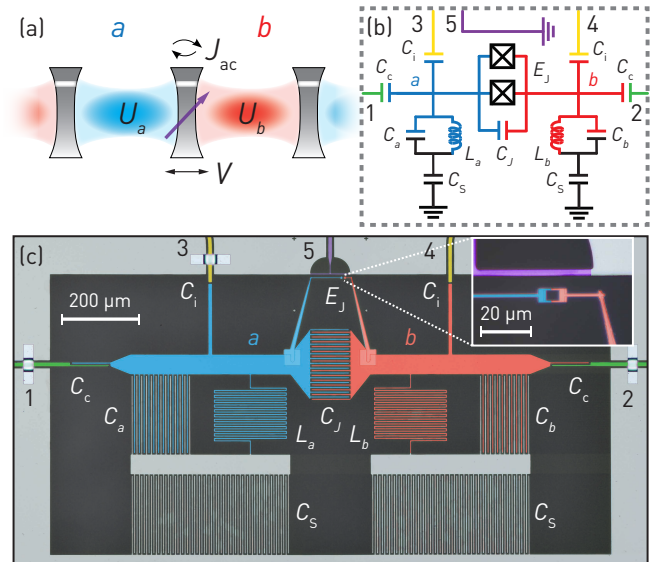 (a) a b
J_ac
U_a U_b
V
(b) 3 5 4
C_i C_i
C_c a E_J b C_c
1 2
C_a L_a C_J L_b C_b
C_S C_S
(c) 3 5 4
200 µm C_i E_J C_i 20 µm
a b
1 C_c C_c 2
C_a L_a C_J L_b C_b
C_S C_S